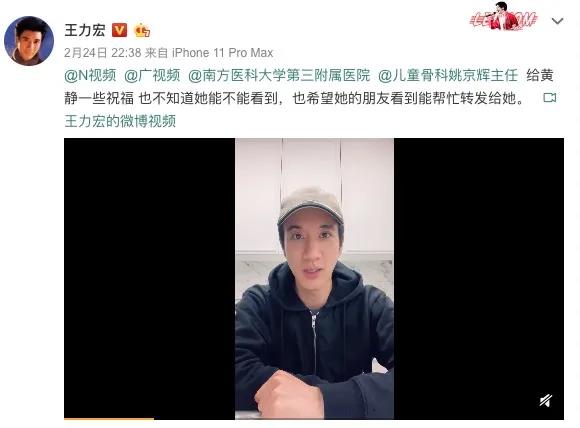 王力宏
2月24日 22:38 来自 iPhone 11 Pro Max
@N视频 @广视频 @南方医科大学第三附属医院 @儿童骨科姚京辉主任 给黄
静一些祝福 也不知道她能不能看到，也希望她的朋友看到能帮忙转发给她。
王力宏的微博视频